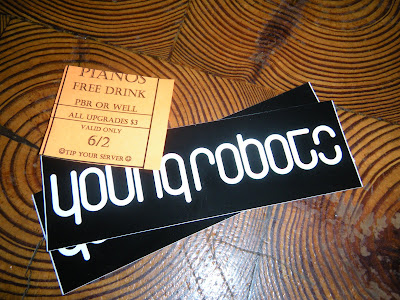 PIANOS
FREE DRINK
PBR OR WELL
ALL UPGRADES $3
VALID ONLY
6/2
☺TIP YOUR SERVER☺
youngrobots